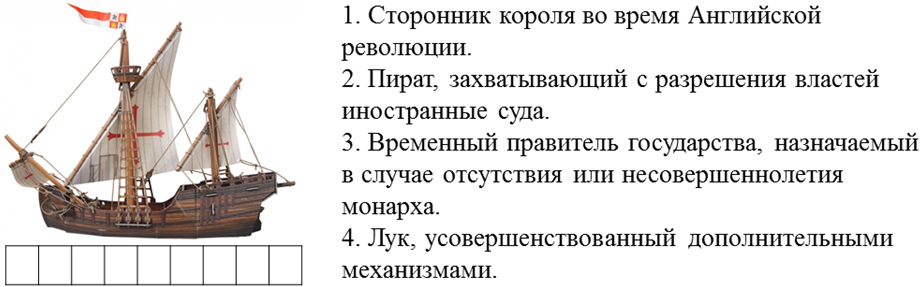 1. Сторонник короля во время Английской
революции.
2. Пират, захватывающий с разрешения властей
иностранные суда.
3. Временный правитель государства, назначаемый
в случае отсутствия или несовершеннолетия
монарха.
4. Лук, усовершенствованный дополнительными
механизмами.